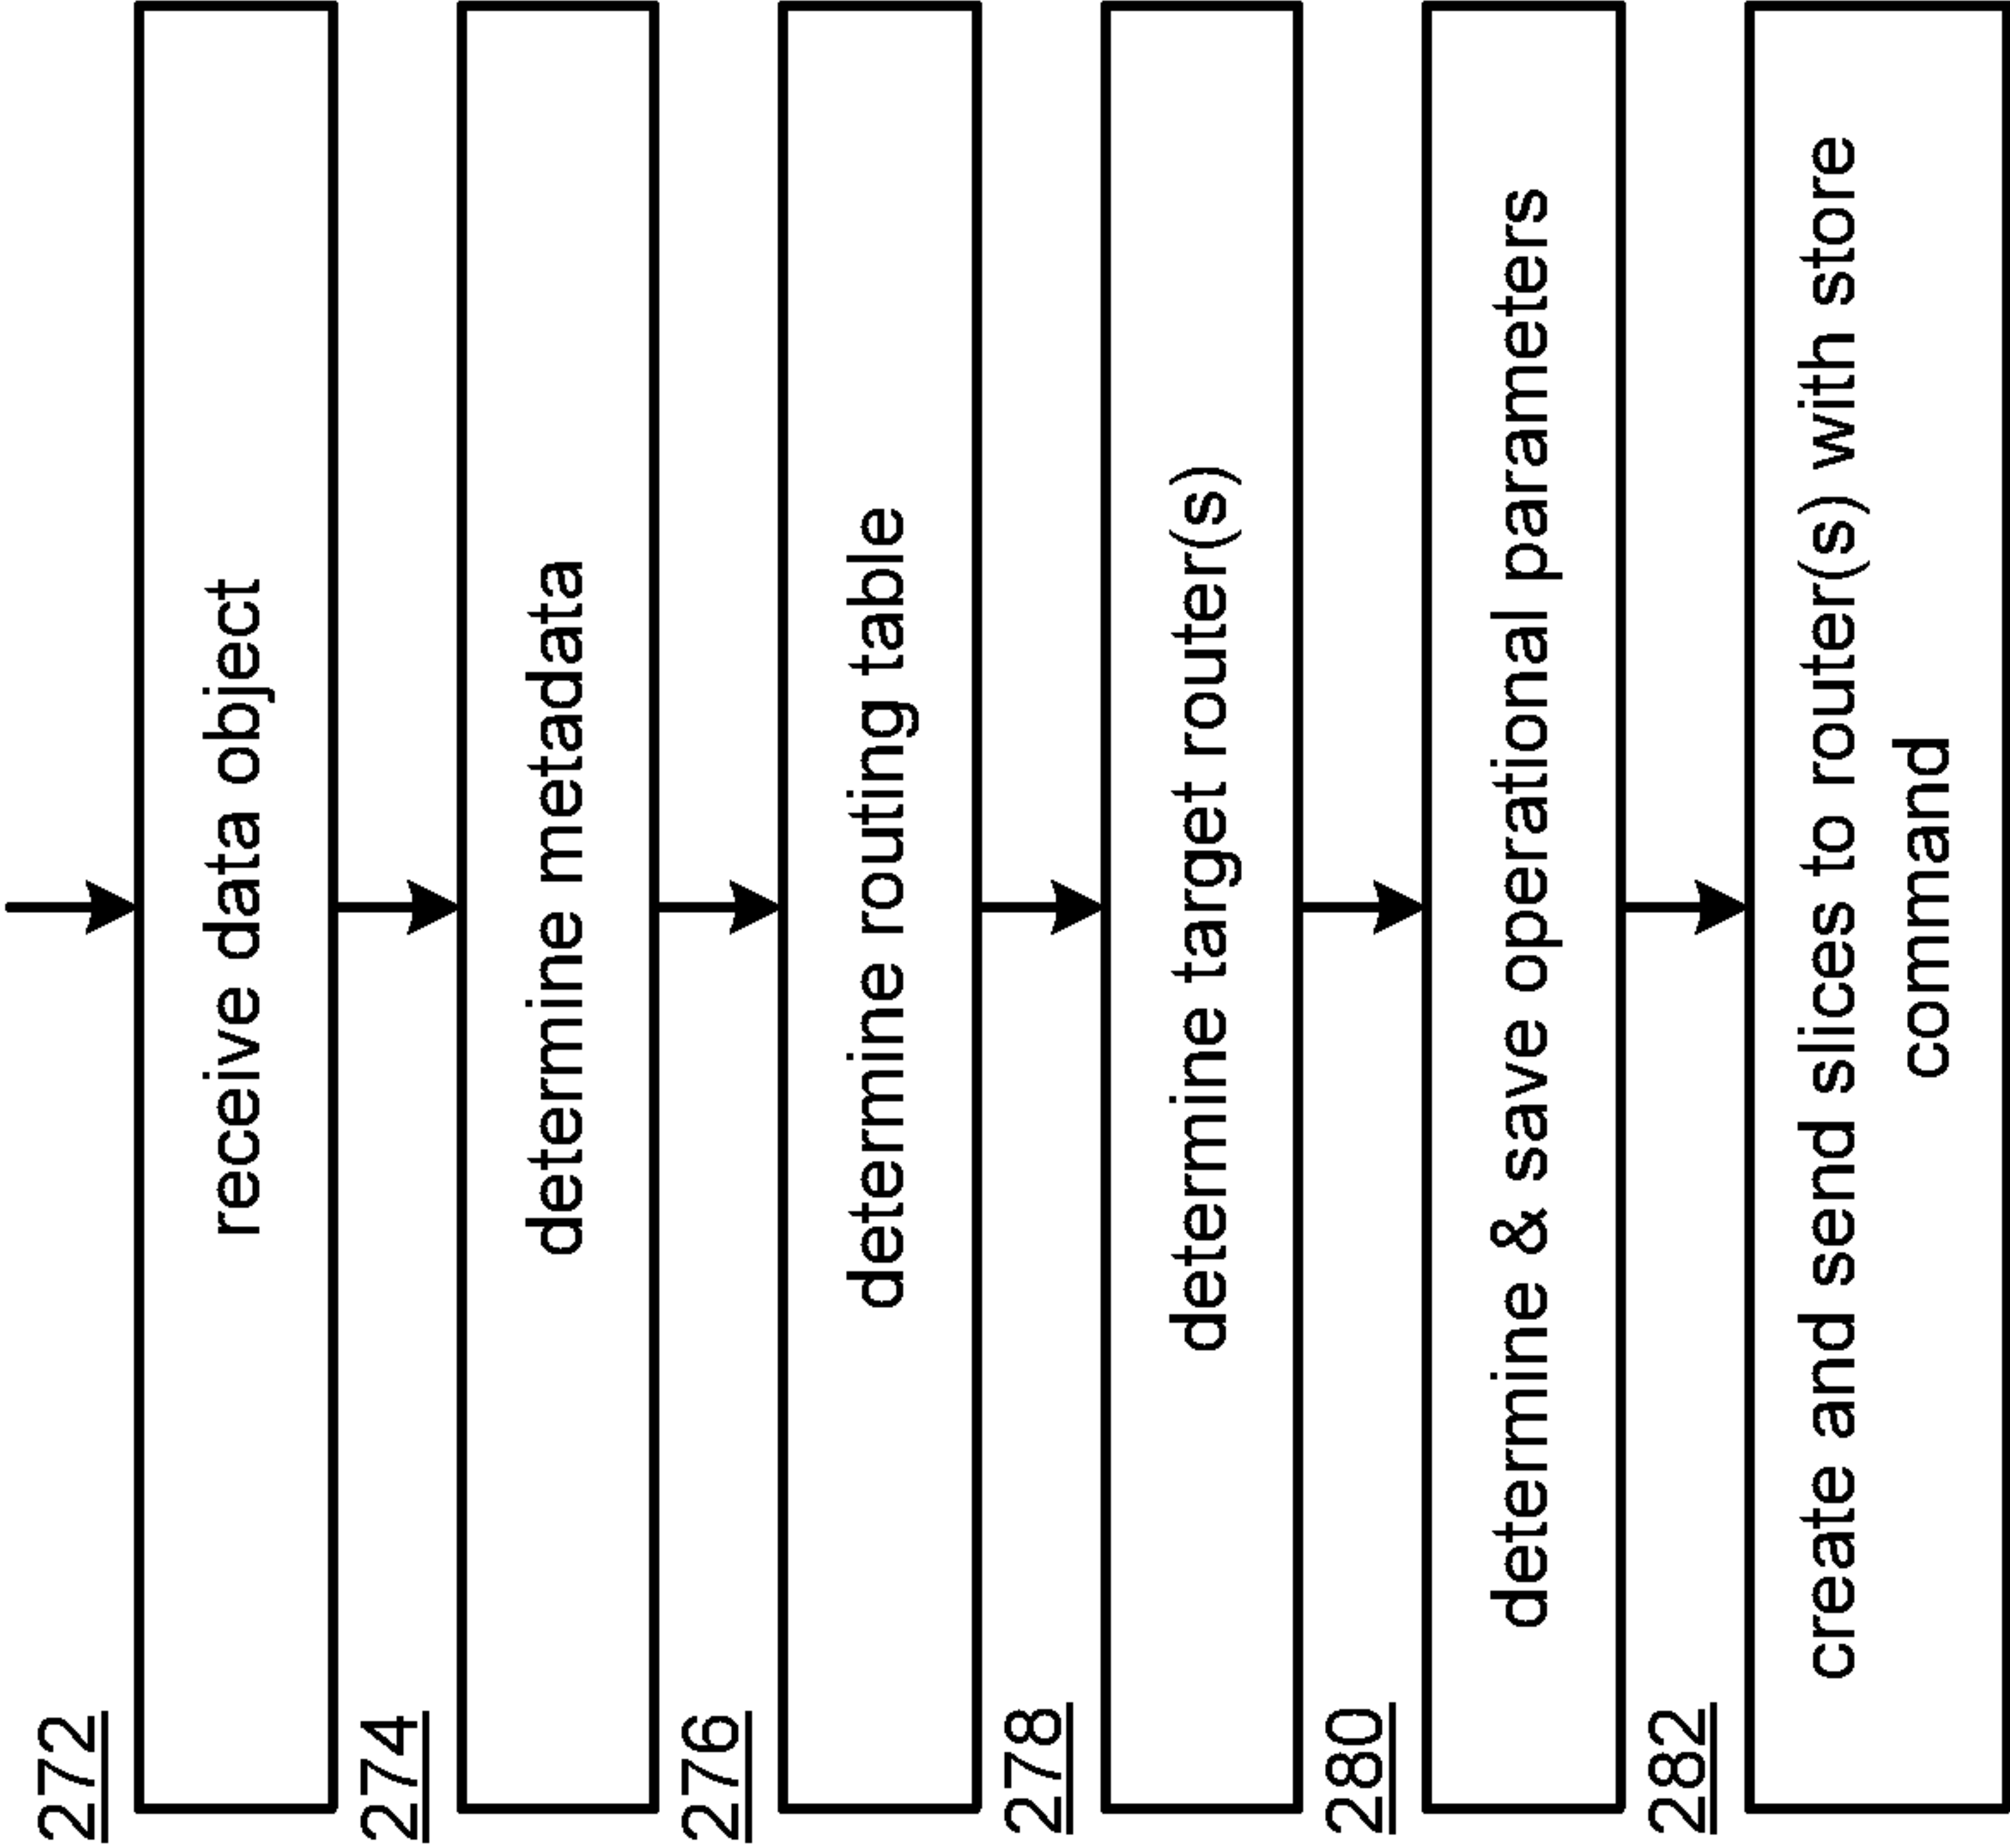 272
receive data object
274
determine metadata
276
determine routing table
278
determine target router(s)
280
determine & save operational parameters
282
create and send slices to router(s) with store
command